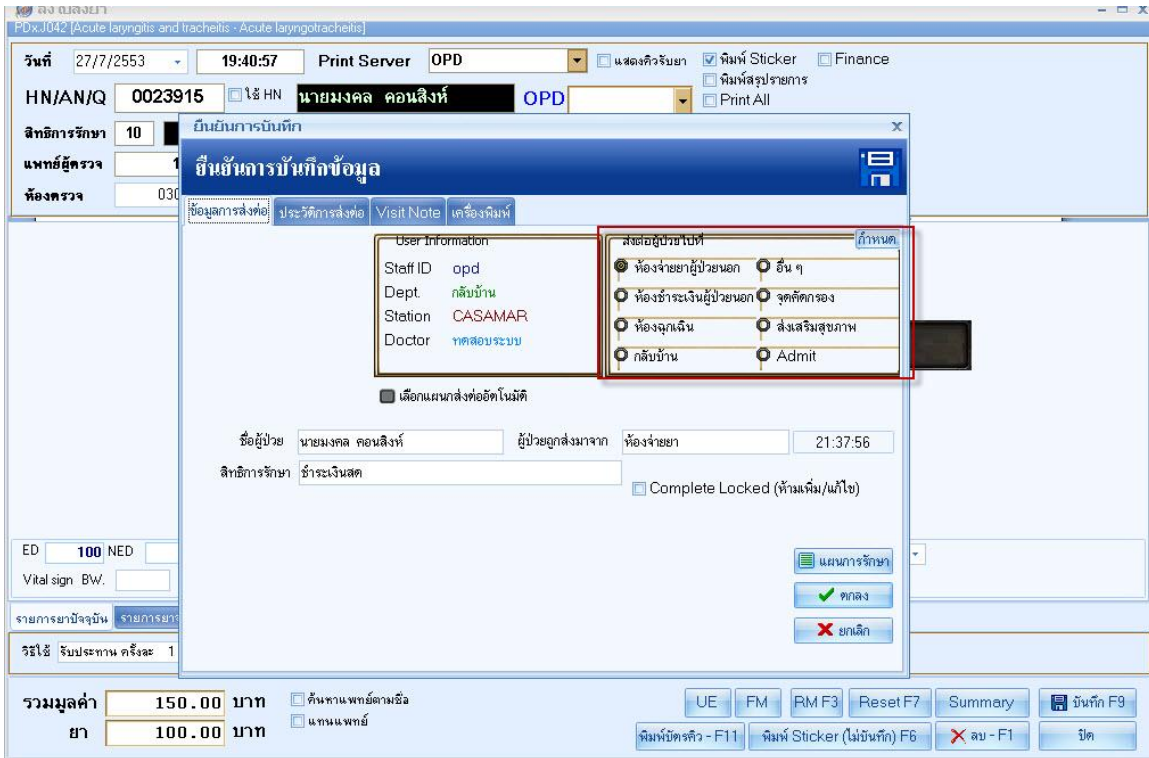 ลง ใบสั่งยา
PDx.J042 [Acute laryngitis and tracheitis - Acute laryngotracheitis]
วันที่ 27/7/2553 19:40:57 Print Server OPD แสดงคิวรับยา พิมพ์ Sticker Finance
พิมพ์สรุปรายการ
HN/AN/Q 0023915 ใช้ HN นายมงคล คอนสิงห์ OPD Print All
สิทธิการรักษา 10
แพทย์ผู้ตรวจ 1
ห้องตรวจ 030
ยืนยันการบันทึก
ยืนยันการบันทึกข้อมูล
ข้อมูลการส่งต่อ ประวัติการส่งต่อ Visit Note เครื่องพิมพ์
User Information
Staff ID opd
Dept. กลับบ้าน
Station CASAMAR
Doctor ทดสอบระบบ
ส่งต่อผู้ป่วยไปที่ กำหนด
ห้องจ่ายยาผู้ป่วยนอก อื่น ๆ
ห้องชำระเงินผู้ป่วยนอก จุดคัดกรอง
ห้องฉุกเฉิน ส่งเสริมสุขภาพ
กลับบ้าน Admit
เลือกแผนกส่งต่ออัตโนมัติ
ชื่อผู้ป่วย นายมงคล คอนสิงห์ ผู้ป่วยถูกส่งมาจาก ห้องจ่ายยา 21:37:56
สิทธิการรักษา ชำระเงินสด
Complete Locked (ห้ามเพิ่ม/แก้ไข)
แผนการรักษา
ตกลง
ยกเลิก
ED 100 NED
Vital sign BW.
รายการยาปัจจุบัน รายการยา
วิธีใช้ รับประทาน ครั้งละ 1
รวมมูลค่า 150.00 บาท ค้นหาแพทย์ตามชื่อ
ยา 100.00 บาท แทนแพทย์
UE FM RM F3 Reset F7 Summary บันทึก F9
พิมพ์บัตรคิว - F11 พิมพ์ Sticker (ไม่บันทึก) F6 ลบ - F1 ปิด